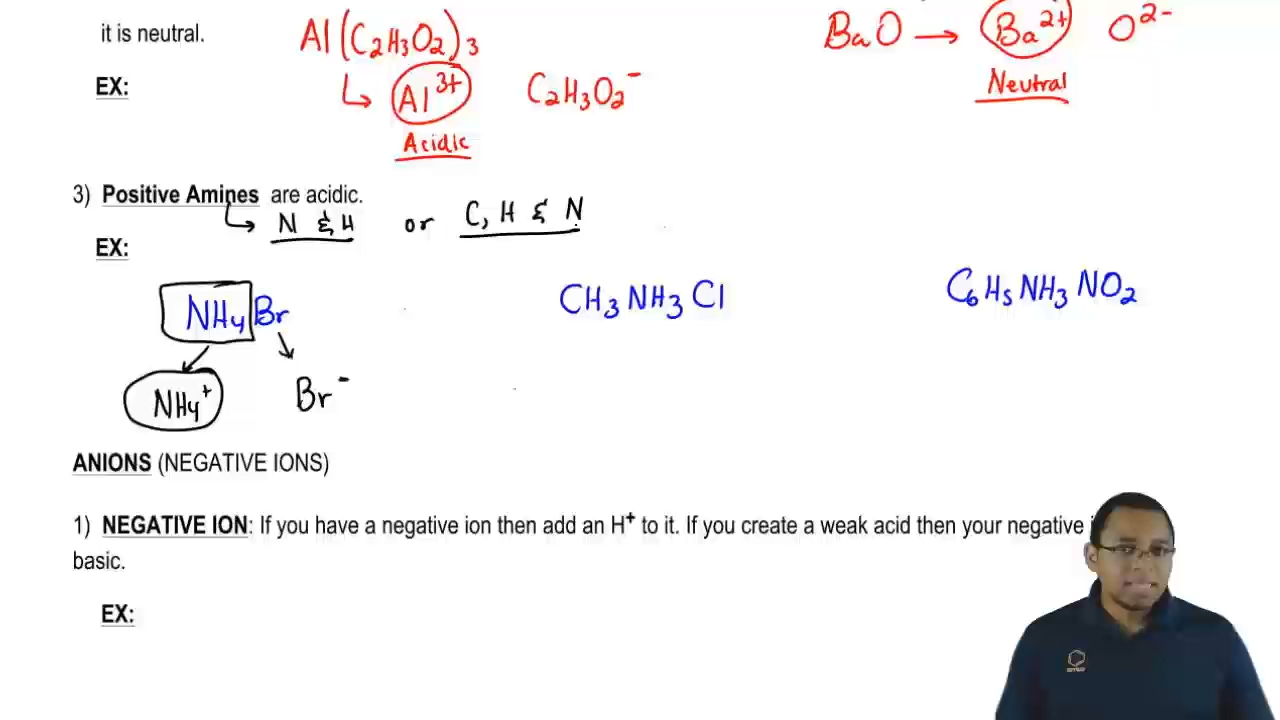 it is neutral.
Al(C₂H₃O₂)₃
BaO → Ba²⁺ O²⁻
EX:
Al³⁺ C₂H₃O₂⁻
Neutral
Acidic
3) Positive Amines are acidic.
N & H or C, H & N
EX:
NH₄Br CH₃NH₃Cl C₆H₅NH₃NO₂
NH₄⁺ Br⁻
ANIONS (NEGATIVE IONS)
1) NEGATIVE ION: If you have a negative ion then add an H⁺ to it. If you create a weak acid then your negative
basic.
EX: